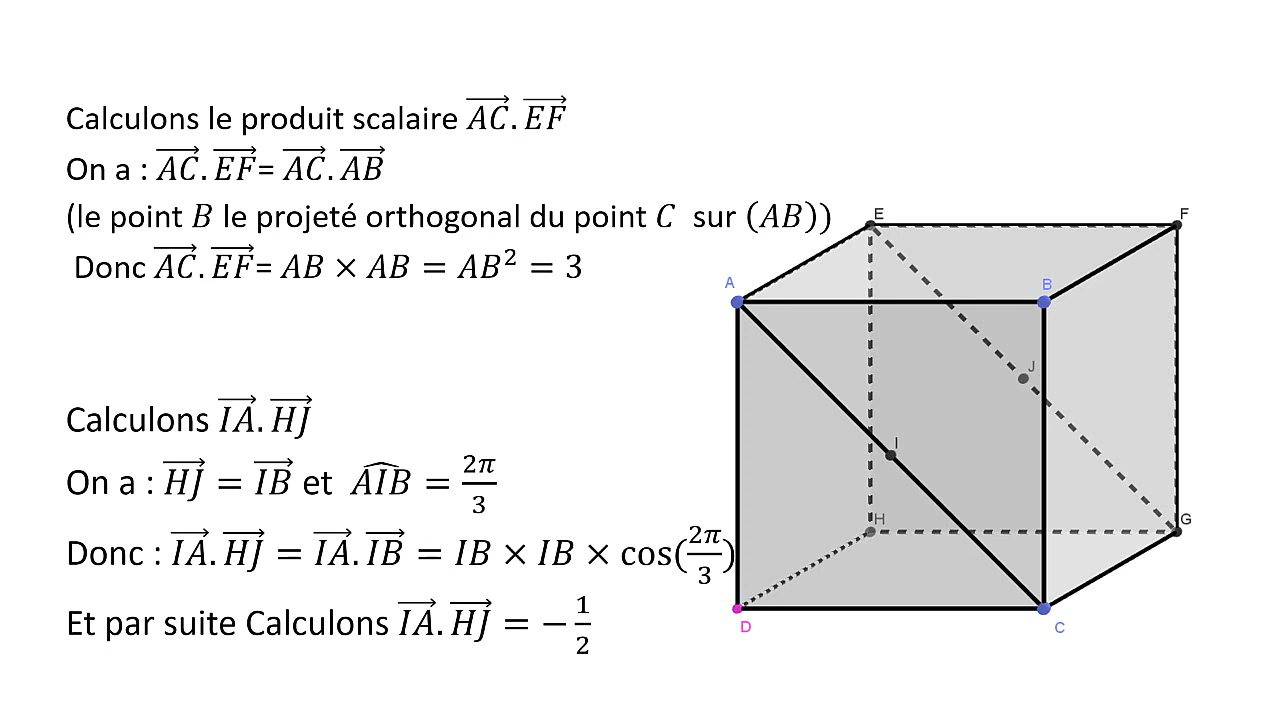 Calculons le produit scalaire $\overrightarrow{AC}.\overrightarrow{EF}$
On a : $\overrightarrow{AC}.\overrightarrow{EF}= \overrightarrow{AC}.\overrightarrow{AB}$
(le point $B$ le projeté orthogonal du point $C$ sur $(AB)$)
Donc $\overrightarrow{AC}.\overrightarrow{EF}= AB \times AB = AB^2 = 3$
Calculons $\overrightarrow{IA}.\overrightarrow{HJ}$
On a : $\overrightarrow{HJ} = \overrightarrow{IB}$ et $\widehat{AIB} = \frac{2\pi}{3}$
Donc : $\overrightarrow{IA}.\overrightarrow{HJ} = \overrightarrow{IA}.\overrightarrow{IB} = IB \times IB \times \cos(\frac{2\pi}{3})$
Et par suite Calculons $\overrightarrow{IA}.\overrightarrow{HJ} = -\frac{1}{2}$
E F
A B
J
I
H G
D C